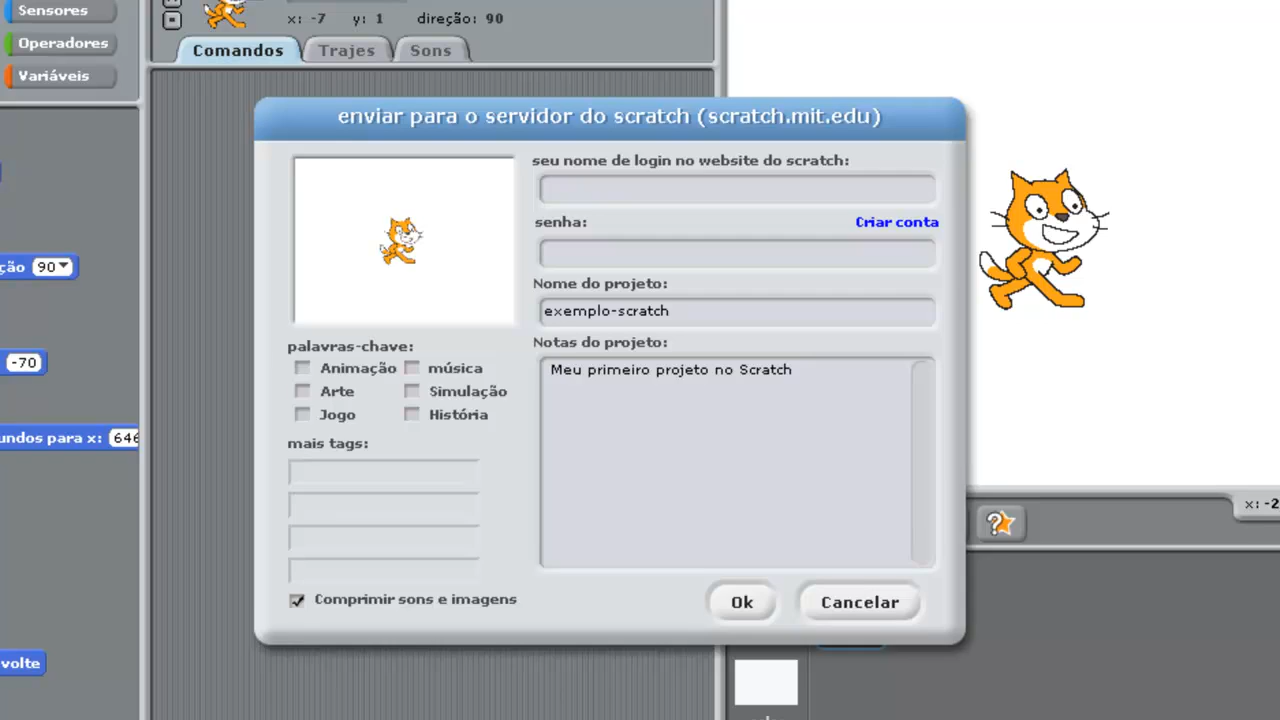 Sensores
Operadores
Variáveis
x: -7 y: 1 direção: 90
Comandos Trajes Sons
enviar para o servidor do scratch (scratch.mit.edu)
seu nome de login no website do scratch:
senha: Criar conta
Nome do projeto:
exemplo-scratch
Notas do projeto:
Meu primeiro projeto no Scratch
palavras-chave:
Animação música
Arte Simulação
Jogo História
mais tags:
Comprimir sons e imagens
Ok Cancelar
ção 90
-70
undos para x: 646
volte
x: -2